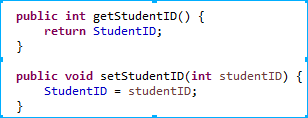 public int getStudentID() {
    return StudentID;
}
public void setStudentID(int studentID) {
    StudentID = studentID;
}